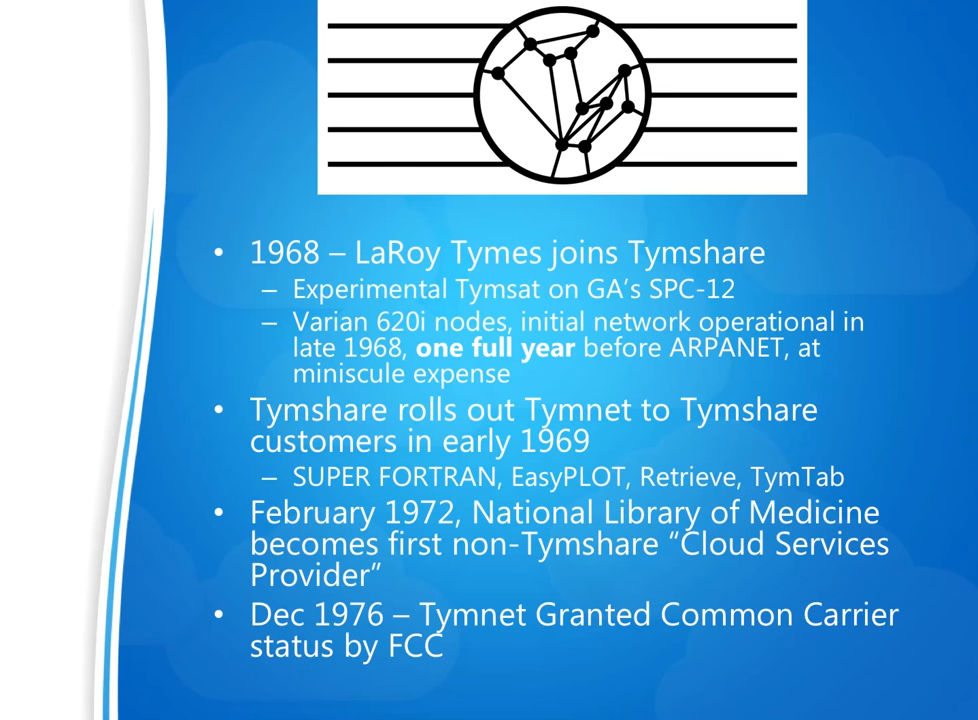 • 1968 – LaRoy Tymes joins Tymshare
– Experimental Tymsat on GA’s SPC-12
– Varian 620i nodes, initial network operational in
late 1968, one full year before ARPANET, at
miniscule expense
• Tymshare rolls out Tymnet to Tymshare
customers in early 1969
– SUPER FORTRAN, EasyPLOT, Retrieve, TymTab
• February 1972, National Library of Medicine
becomes first non-Tymshare “Cloud Services
Provider”
• Dec 1976 – Tymnet Granted Common Carrier
status by FCC